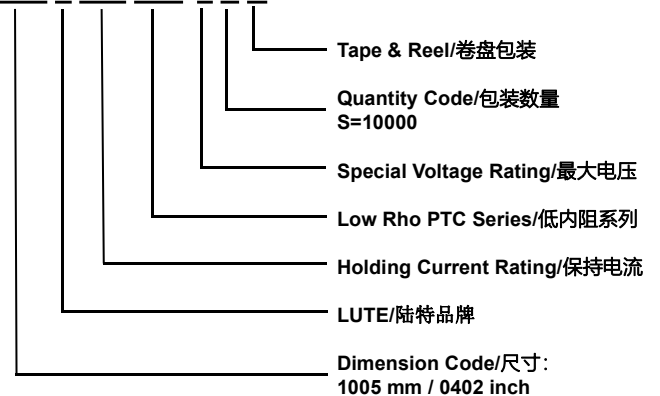 Tape & Reel/卷盘包装
Quantity Code/包装数量
S=10000
Special Voltage Rating/最大电压
Low Rho PTC Series/低内阻系列
Holding Current Rating/保持电流
LUTE/陆特品牌
Dimension Code/尺寸：
1005 mm / 0402 inch